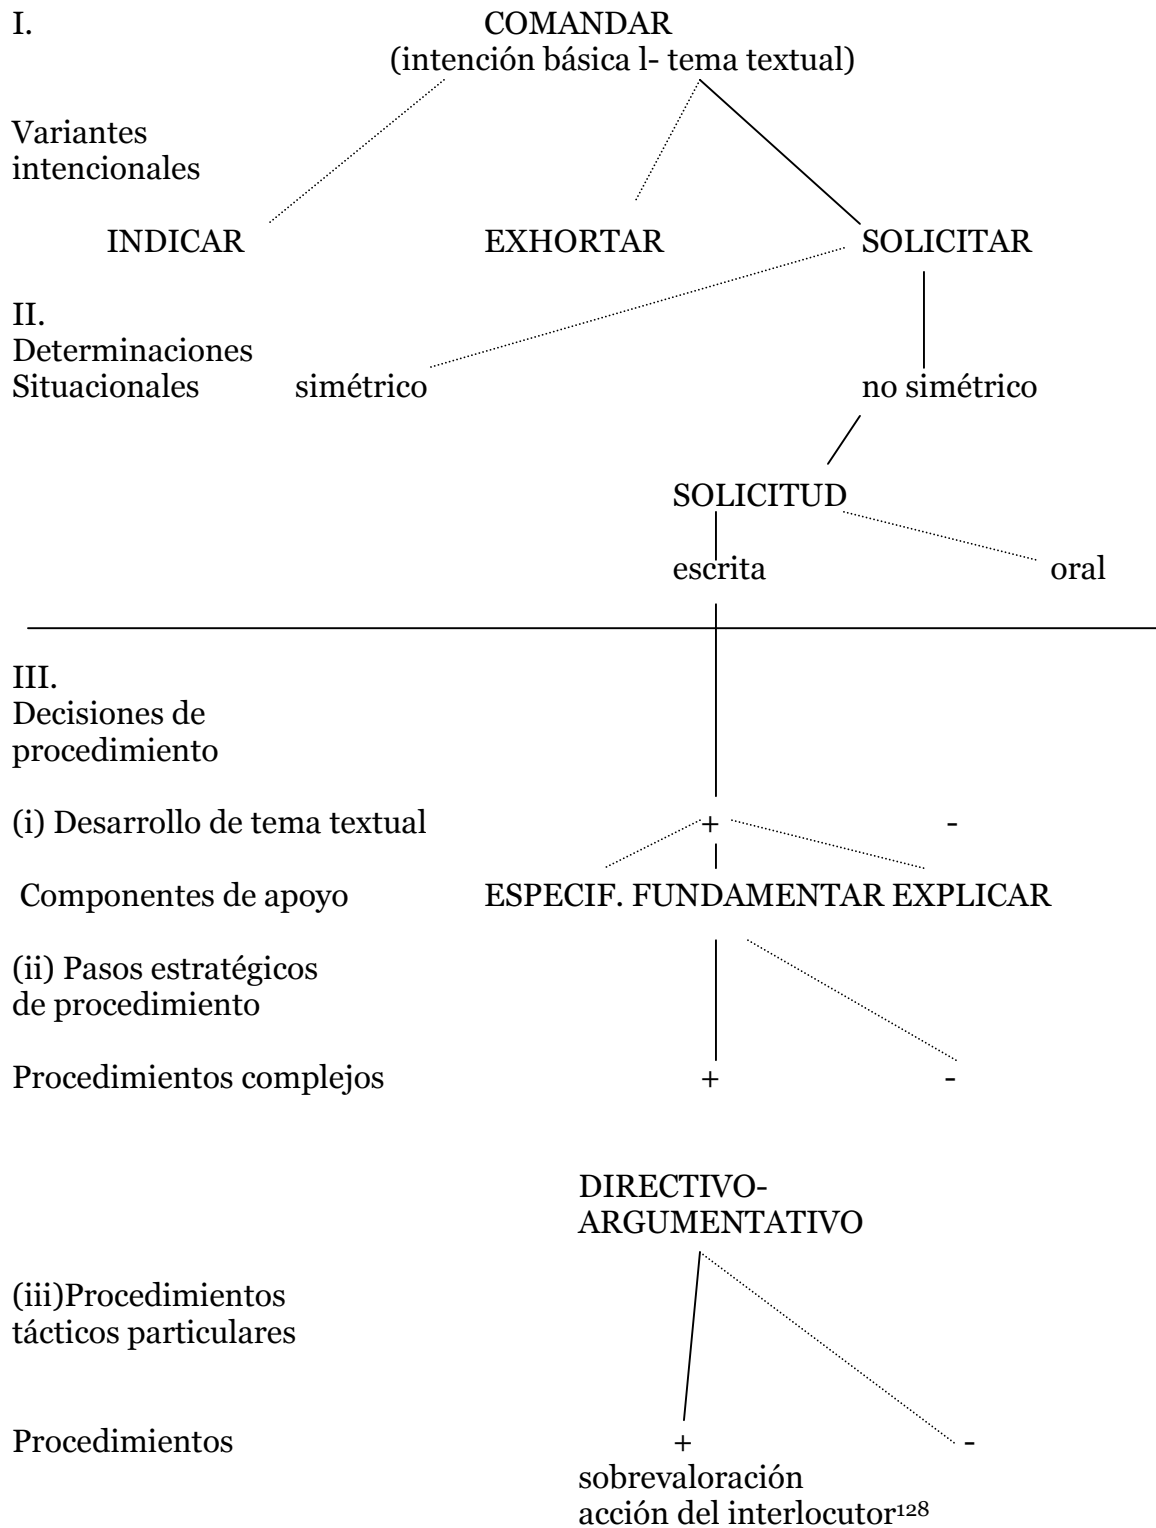 I. COMANDAR
(intención básica l- tema textual)
Variantes
intencionales
INDICAR EXHORTAR SOLICITAR
II.
Determinaciones
Situacionales simétrico no simétrico
SOLICITUD
escrita oral
III.
Decisiones de
procedimiento
(i) Desarrollo de tema textual + -
Componentes de apoyo ESPECIF. FUNDAMENTAR EXPLICAR
(ii) Pasos estratégicos
de procedimiento
Procedimientos complejos + -
DIRECTIVO-
ARGUMENTATIVO
(iii)Procedimientos
tácticos particulares
Procedimientos + -
sobrevaloración
acción del interlocutor¹²⁸